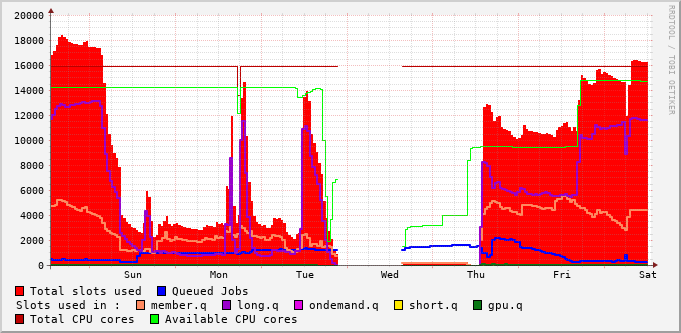 RRDTOOL / TOBI OETIKER
20000
18000
16000
14000
12000
10000
8000
6000
4000
2000
0
Sun Mon Tue Wed Thu Fri Sat
Total slots used Queued Jobs
Slots used in : member.q long.q ondemand.q short.q gpu.q
Total CPU cores Available CPU cores